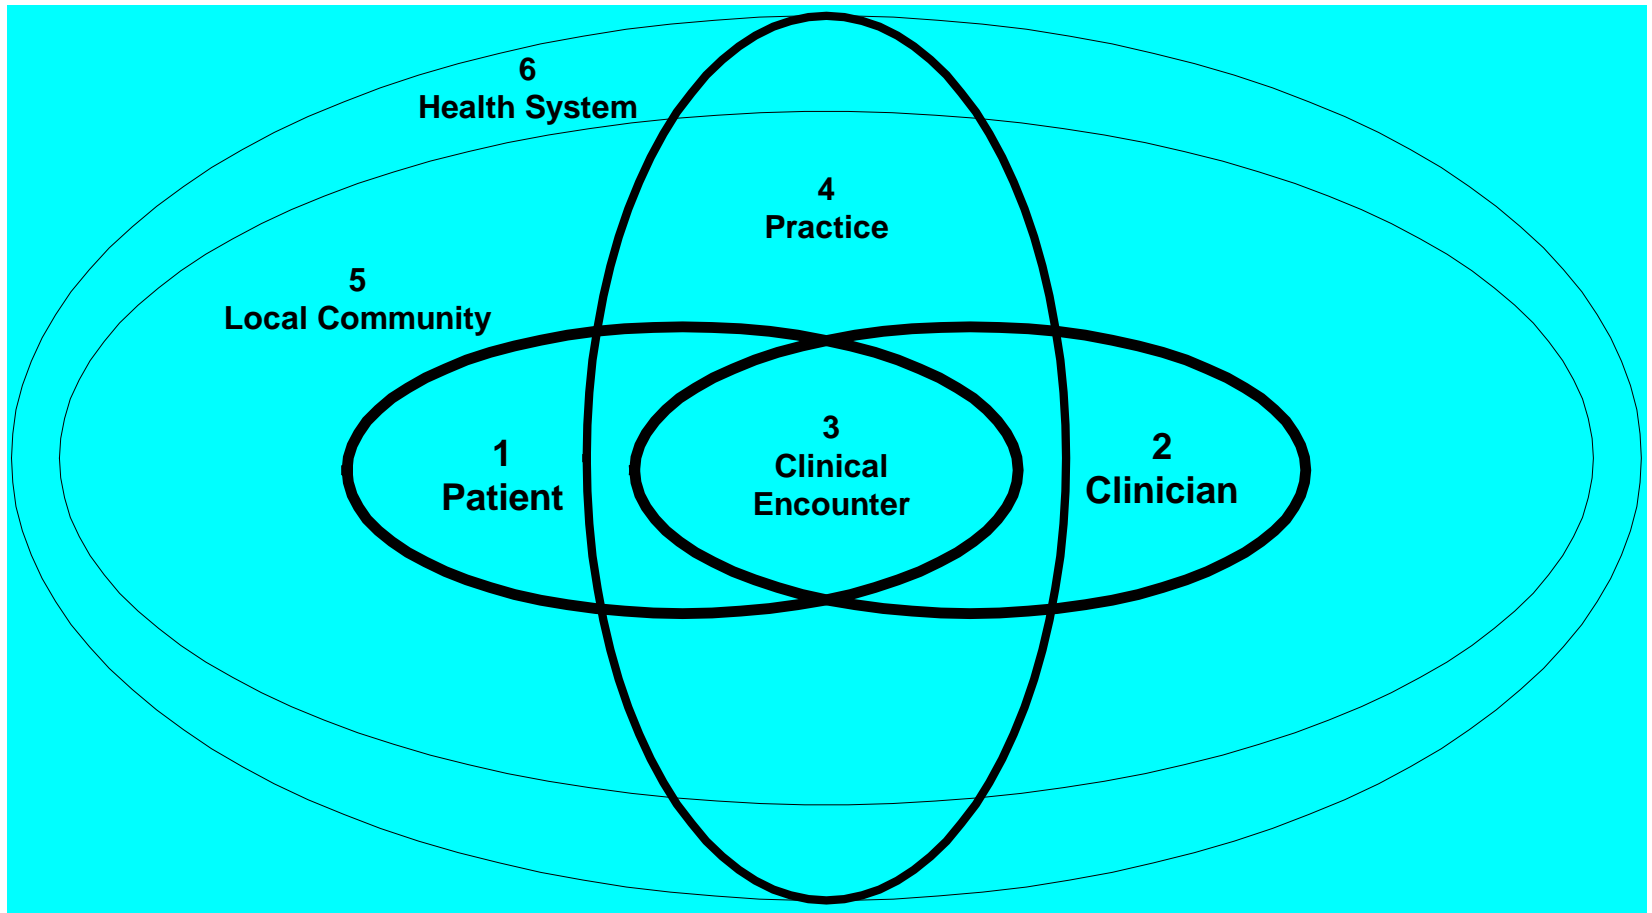 6
Health System
4
Practice
5
Local Community
1
Patient
3
Clinical
Encounter
2
Clinician